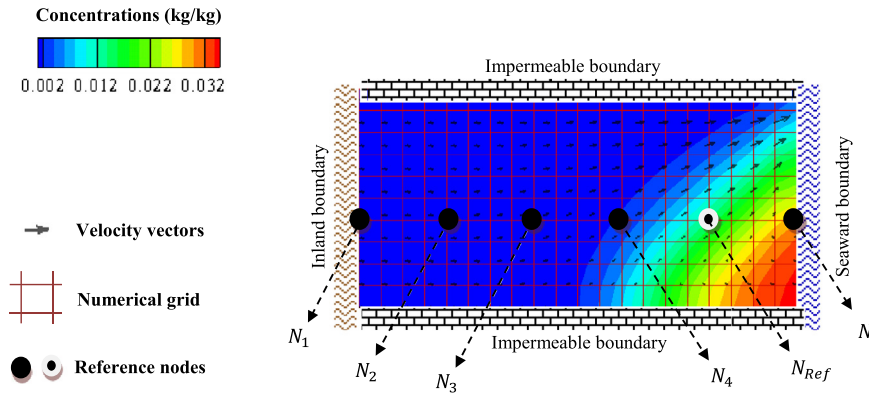 Concentrations (kg/kg)
0.002 0.012 0.022 0.032
Impermeable boundary
Inland boundary
Seaward boundary
Velocity vectors
Numerical grid
Reference nodes
Impermeable boundary
N1
N2
N3
N4
NRef
N